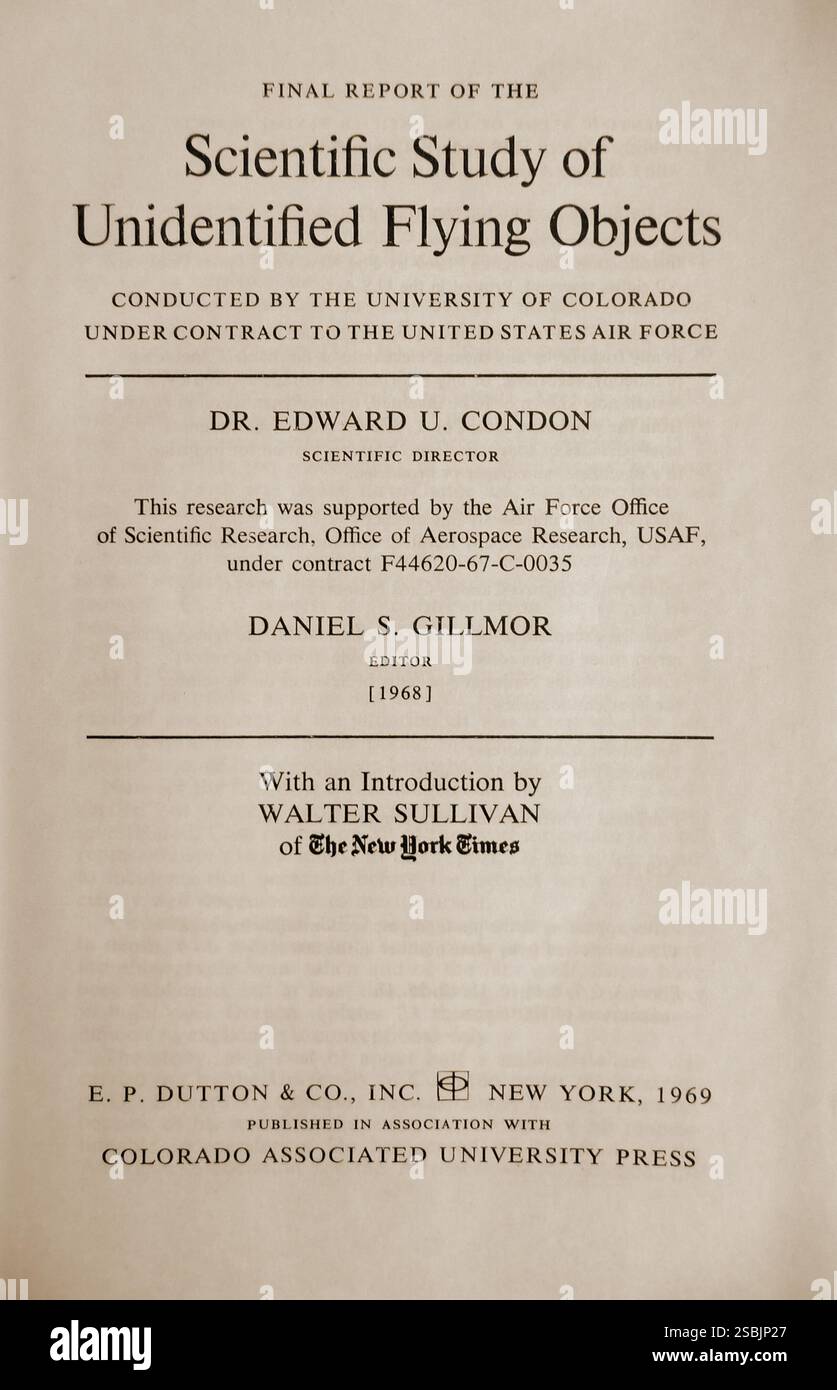 FINAL REPORT OF THE
Scientific Study of
Unidentified Flying Objects
CONDUCTED BY THE UNIVERSITY OF COLORADO
UNDER CONTRACT TO THE UNITED STATES AIR FORCE
DR. EDWARD U. CONDON
SCIENTIFIC DIRECTOR
This research was supported by the Air Force Office
of Scientific Research, Office of Aerospace Research, USAF,
under contract F44620-67-C-0035
DANIEL S. GILLMOR
EDITOR
[1968]
With an Introduction by
WALTER SULLIVAN
of The New York Times
E. P. DUTTON & CO., INC. NEW YORK, 1969
PUBLISHED IN ASSOCIATION WITH
COLORADO ASSOCIATED UNIVERSITY PRESS
alamy
alamy
alamy
a alamy
Image ID: 2SBJP27
www.alamy.com